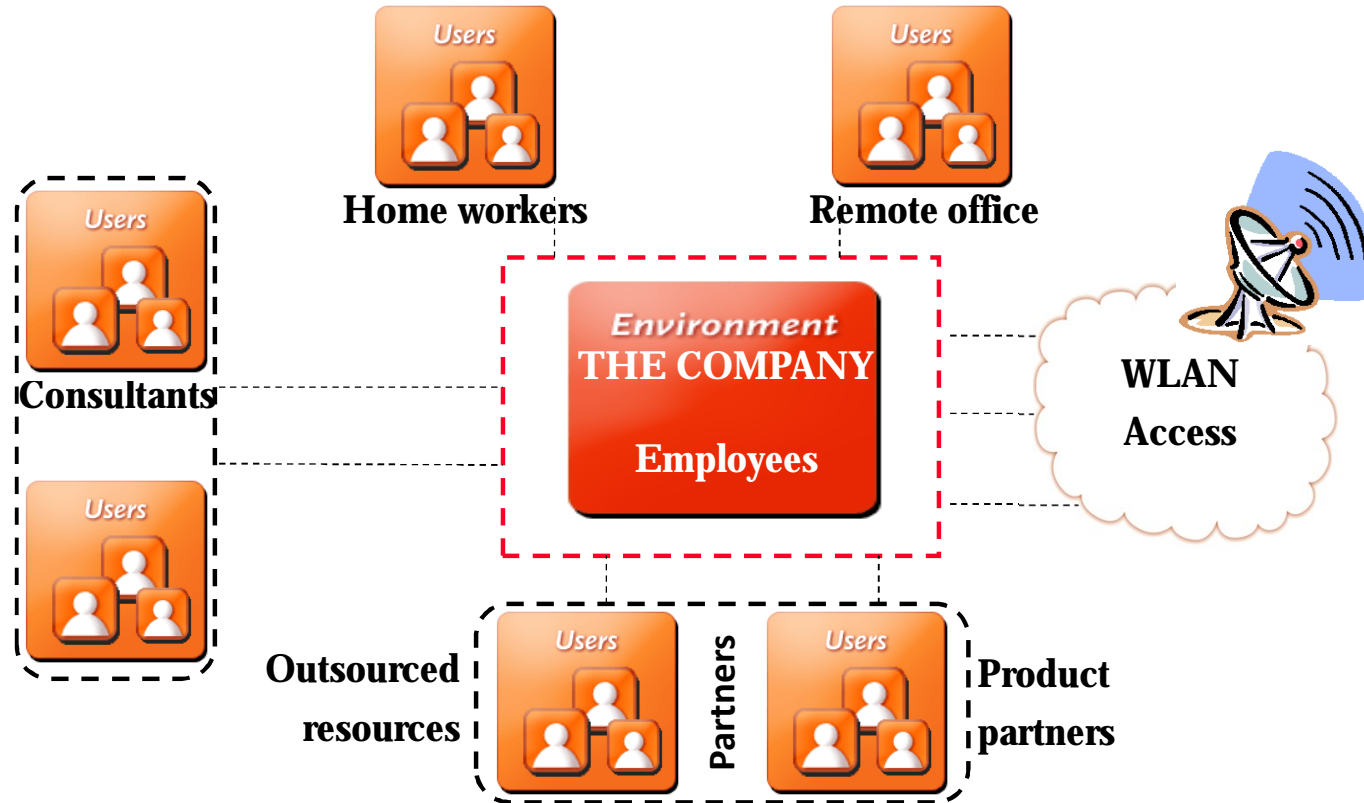 Users
Users
Home workers
Remote office
Users
Consultants
Environment
THE COMPANY
Employees
WLAN
Access
Users
Outsourced
resources
Users
Partners
Users
Product
partners